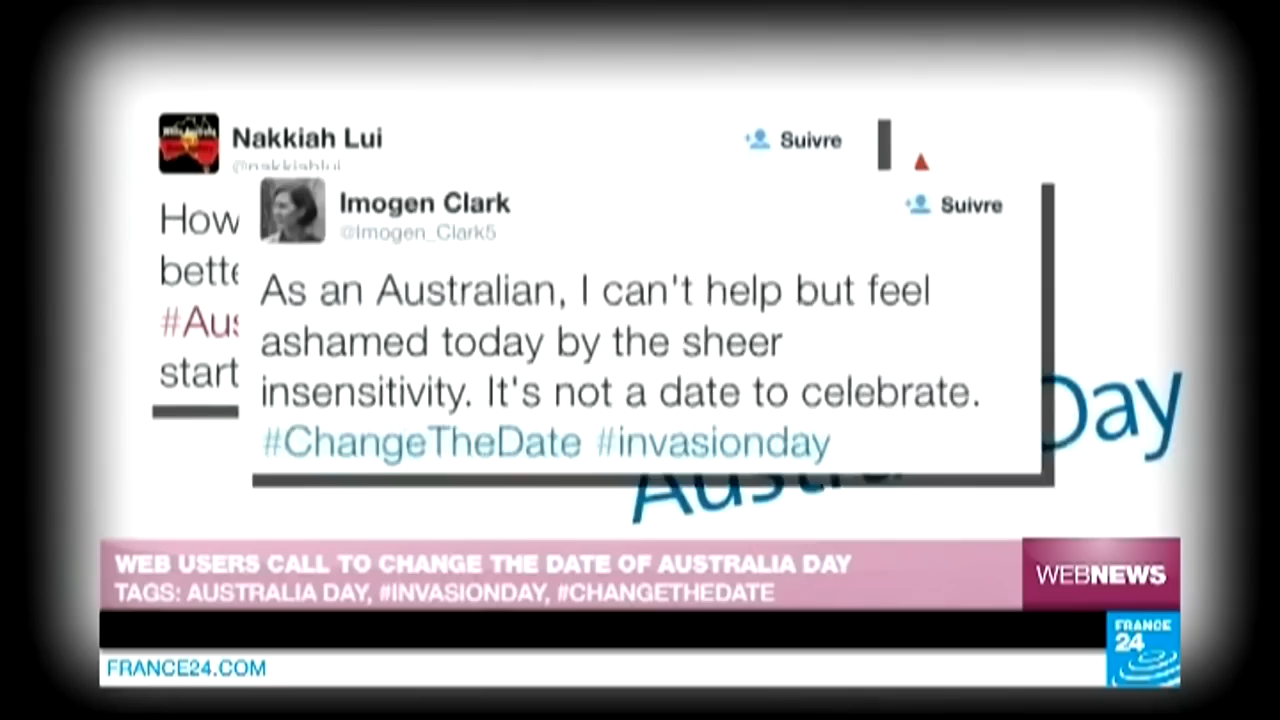 Nakkiah Lui
@nakkiahlui
Suivre
How
bette
#Aus
start
Imogen Clark
@Imogen_Clark5
Suivre
As an Australian, I can't help but feel
ashamed today by the sheer
insensitivity. It's not a date to celebrate.
#ChangeTheDate #invasionday
Day
Austra
WEB USERS CALL TO CHANGE THE DATE OF AUSTRALIA DAY
TAGS: AUSTRALIA DAY, #INVASIONDAY, #CHANGETHEDATE
WEBNEWS
FRANCE
24
FRANCE24.COM